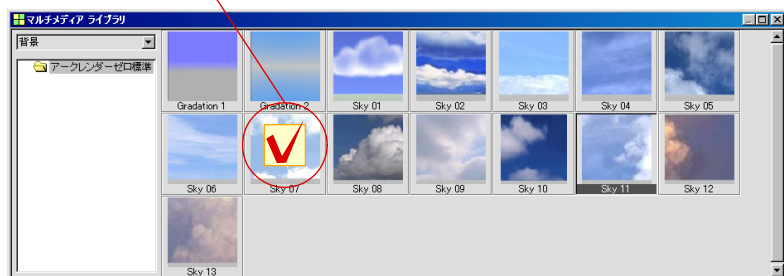 マルチメディア ライブラリ
背景
アークレンダーゼロ標準
Gradation 1
Gradation 2
Sky 01
Sky 02
Sky 03
Sky 04
Sky 05
Sky 06
Sky 07
Sky 08
Sky 09
Sky 10
Sky 11
Sky 12
Sky 13